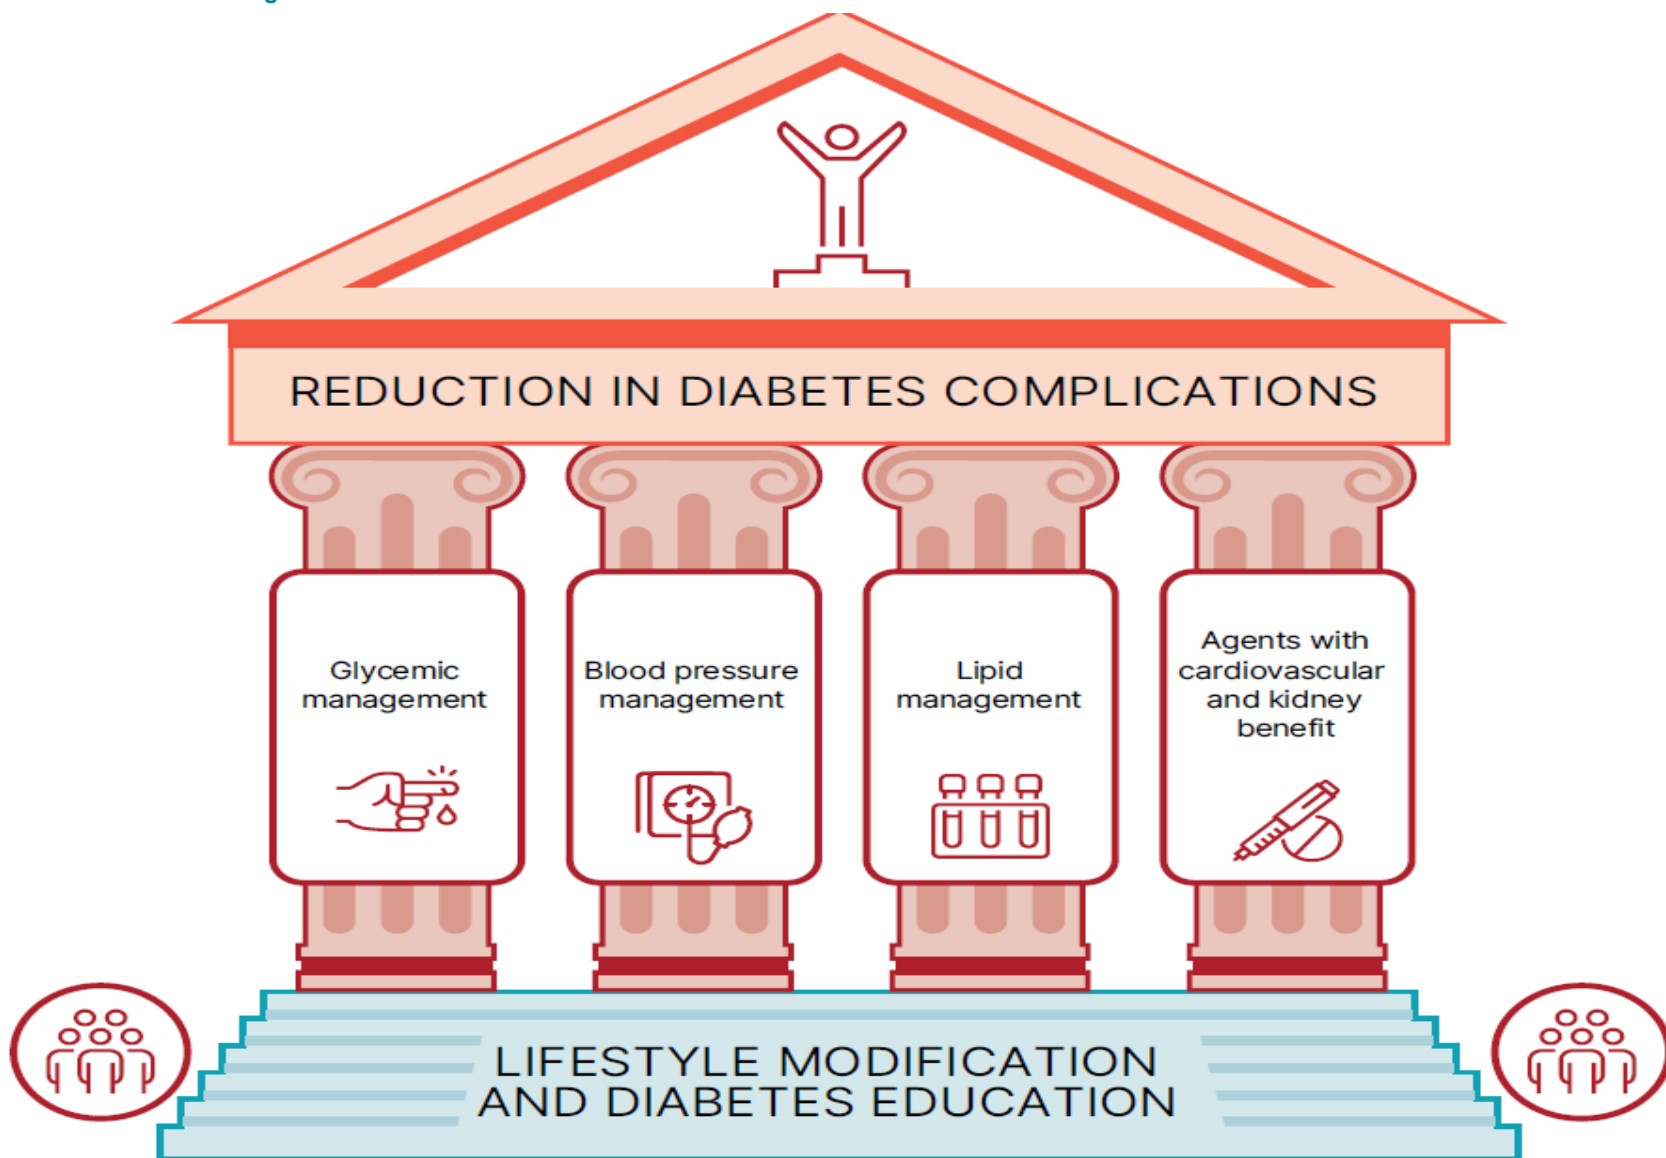 REDUCTION IN DIABETES COMPLICATIONS
Glycemic
management
Blood pressure
management
Lipid
management
Agents with
cardiovascular
and kidney
benefit
LIFESTYLE MODIFICATION
AND DIABETES EDUCATION